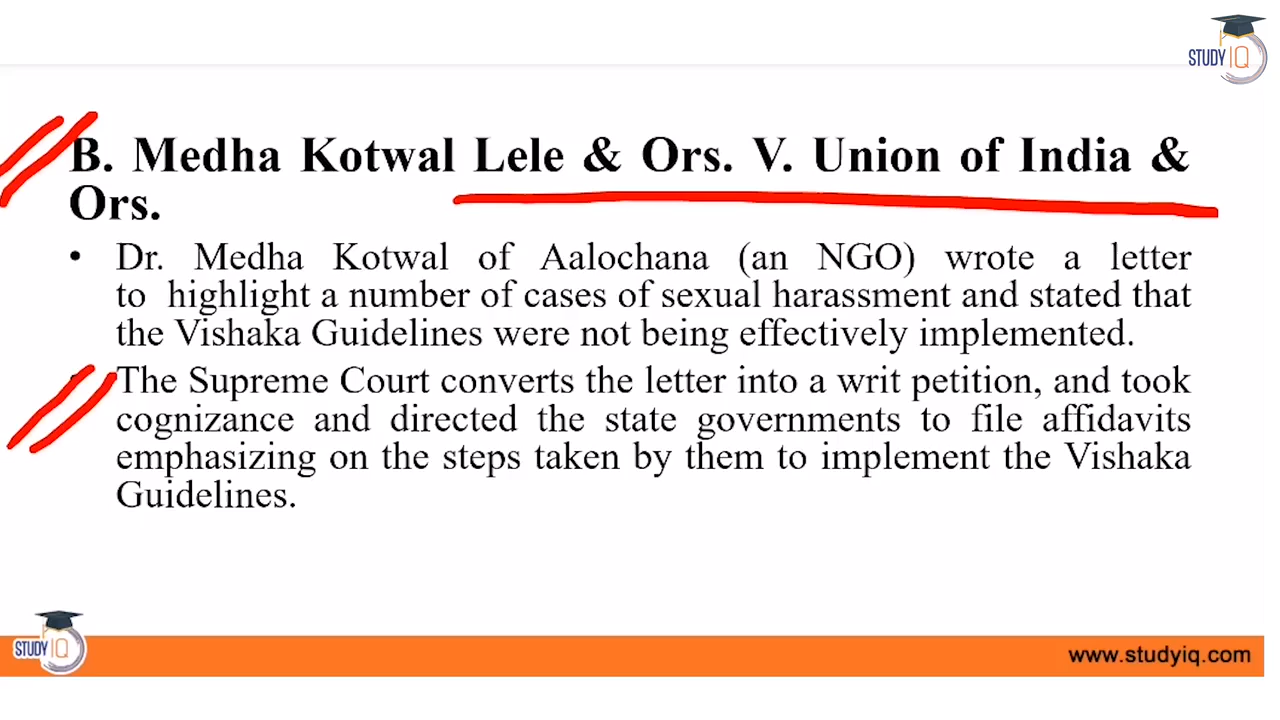 STUDY IQ
B. Medha Kotwal Lele & Ors. V. Union of India &
Ors.
• Dr. Medha Kotwal of Aalochana (an NGO) wrote a letter
to highlight a number of cases of sexual harassment and stated that
the Vishaka Guidelines were not being effectively implemented.
• The Supreme Court converts the letter into a writ petition, and took
cognizance and directed the state governments to file affidavits
emphasizing on the steps taken by them to implement the Vishaka
Guidelines.
STUDY IQ
www.studyiq.com